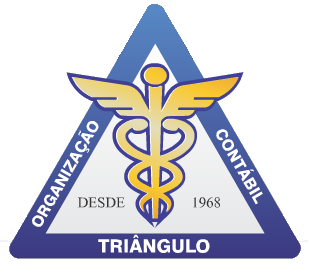 ORGANIZAÇÃO
CONTÁBIL
DESDE 1968
TRIÂNGULO